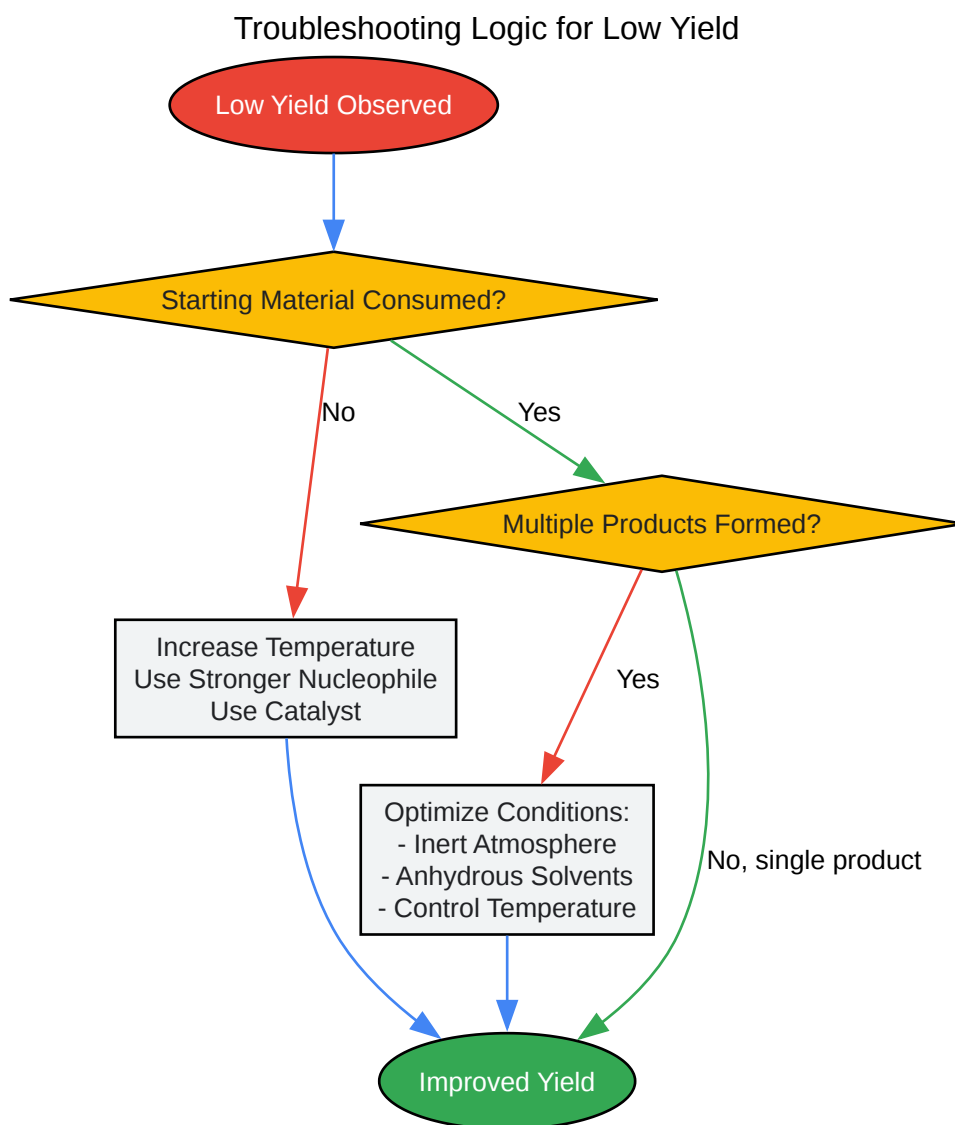 Troubleshooting Logic for Low Yield
Low Yield Observed
Starting Material Consumed?
No
Yes
Multiple Products Formed?
Increase Temperature
Use Stronger Nucleophile
Use Catalyst
Yes
Optimize Conditions:
- Inert Atmosphere
- Anhydrous Solvents
- Control Temperature
No, single product
Improved Yield